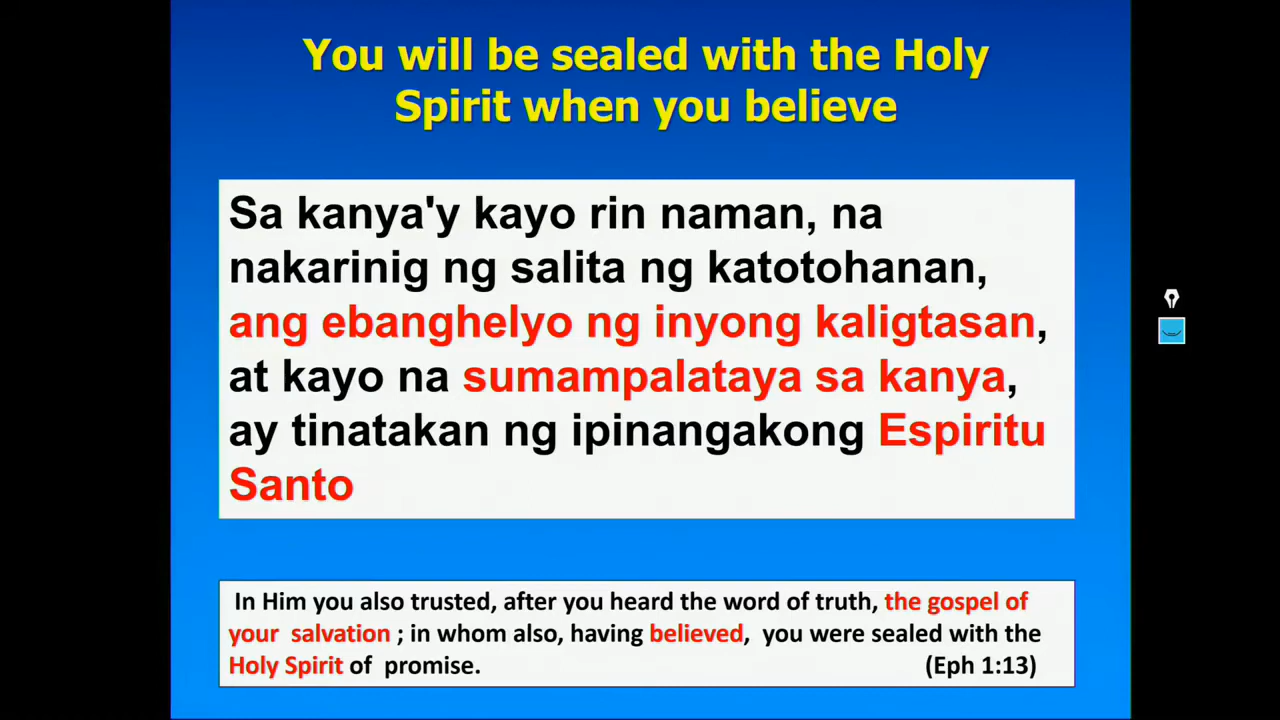 You will be sealed with the Holy
Spirit when you believe
Sa kanya'y kayo rin naman, na
nakarinig ng salita ng katotohanan,
ang ebanghelyo ng inyong kaligtasan,
at kayo na sumampalataya sa kanya,
ay tinatakan ng ipinangakong Espiritu
Santo
In Him you also trusted, after you heard the word of truth, the gospel of
your salvation ; in whom also, having believed, you were sealed with the
Holy Spirit of promise. (Eph 1:13)